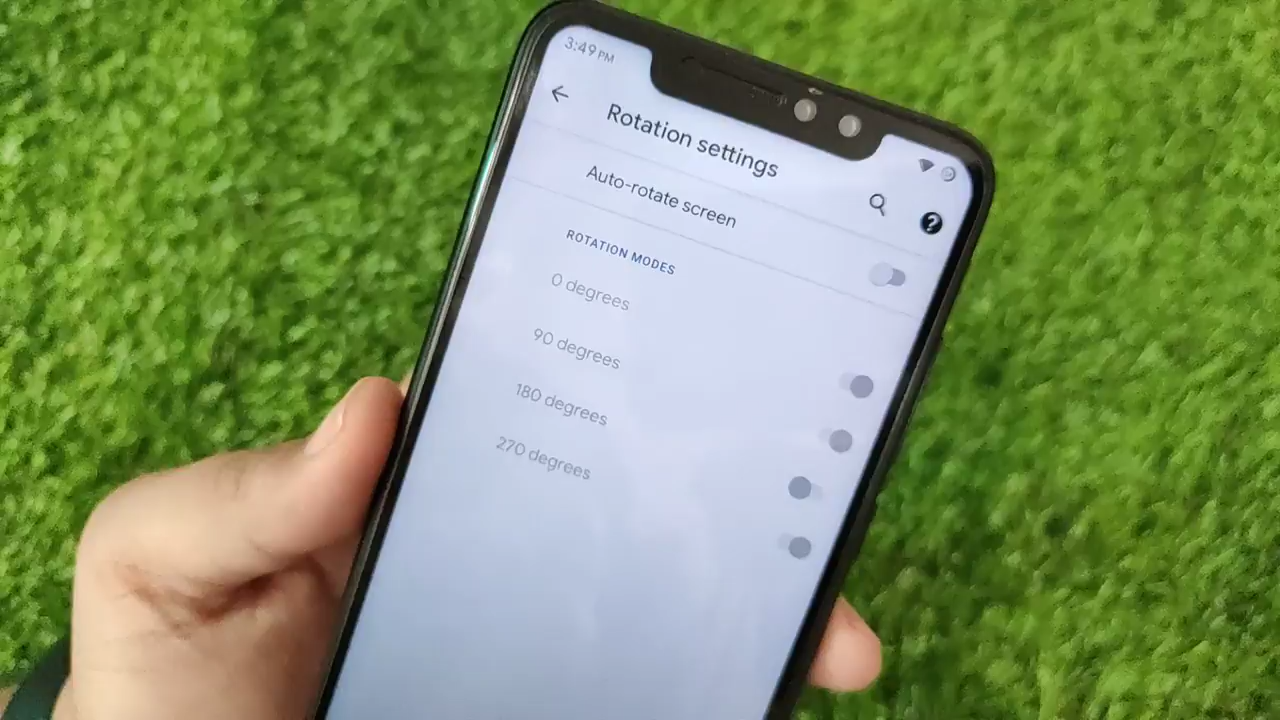 3:49 PM
Rotation settings
?
Auto-rotate screen
ROTATION MODES
0 degrees
90 degrees
180 degrees
270 degrees